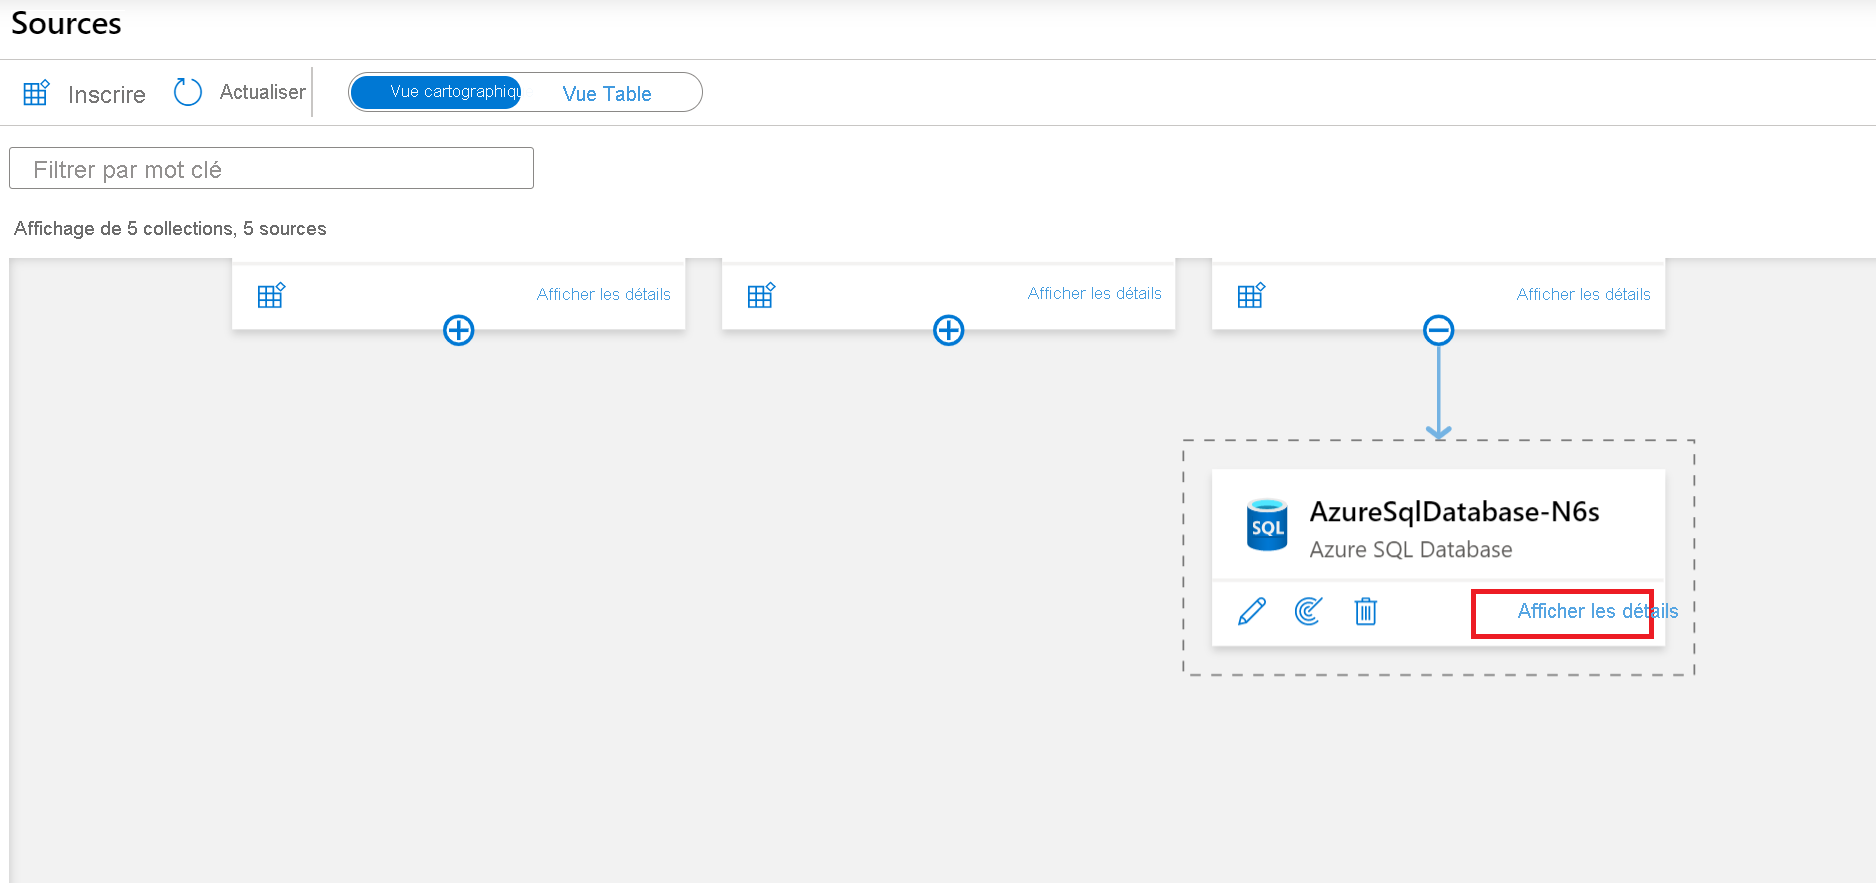 Sources
Inscrire
Actualiser
Vue cartographiqu
Vue Table
Filtrer par mot clé
Affichage de 5 collections, 5 sources
Afficher les détails
Afficher les détails
Afficher les détails
SQL
AzureSqlDatabase-N6s
Azure SQL Database
Afficher les détails